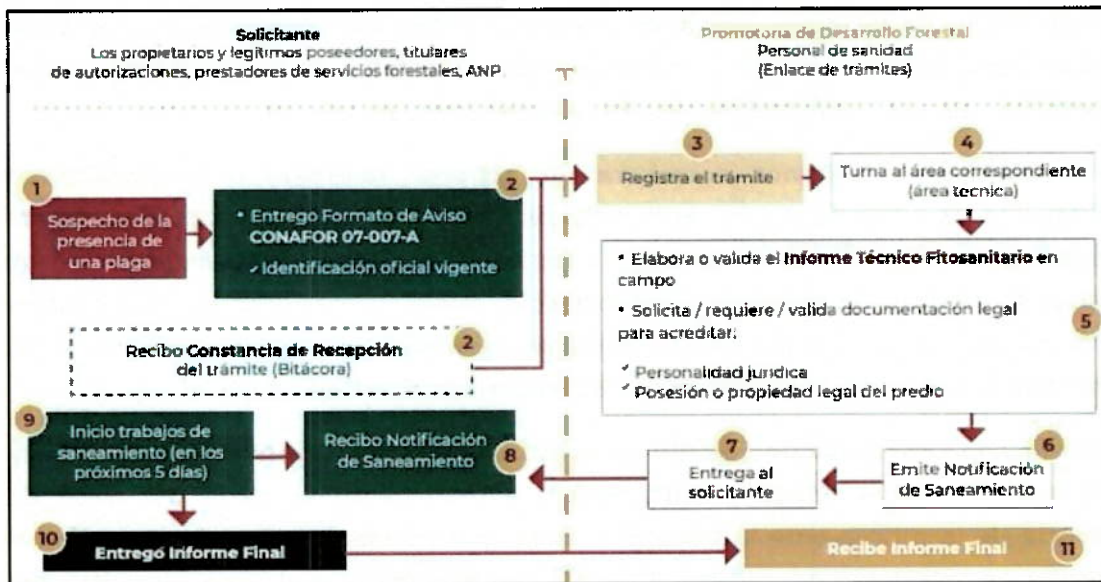 Solicitante
Los propietarios y legítimos poseedores, titulares
de autorizaciones, prestadores de servicios forestales, ANP.
Promotoria de Desarrollo Forestal
Personal de sanidad
(Enlace de trámites)
1
Sospecho de la
presencia de
una plaga
2
• Entrego Formato de Aviso
CONAFOR 07-007-A
✓ Identificación oficial vigente
Recibo Constancia de Recepción
del trámite (Bitácora)
2
3
Registra el trámite
4
Turna al área correspondiente
(área tecnica)
• Elabora o valida el Informe Técnico Fitosanitario en
campo
• Solicita / requiere / valida documentación legal
para acreditar:
✓ Personalidad juridica
✓ Posesión o propiedad legal del predio
5
6
Emite Notificación
de Saneamiento
7
Entrega al
solicitante
Recibo Notificación
de Saneamiento
8
9
Inicio trabajos de
saneamiento (en los
próximos 5 días)
10
Entrego Informe Final
Recibe Informe Final
11